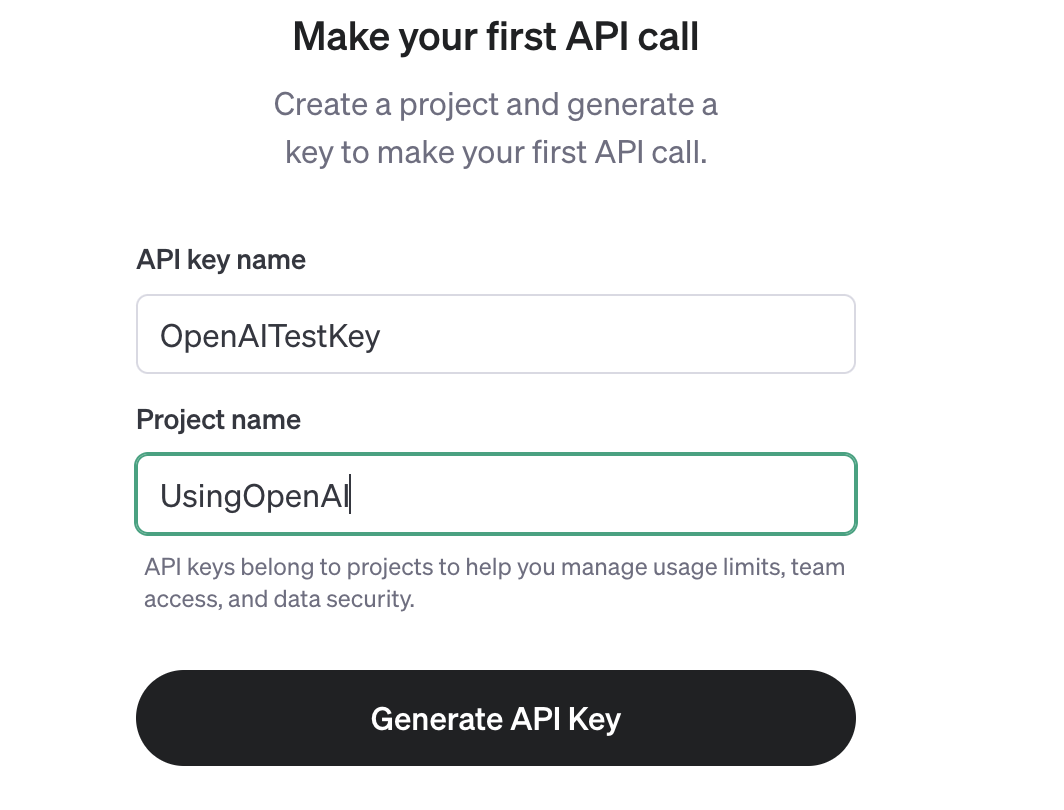 Make your first API call
Create a project and generate a
key to make your first API call.
API key name
OpenAITestKey
Project name
UsingOpenAI
API keys belong to projects to help you manage usage limits, team
access, and data security.
Generate API Key